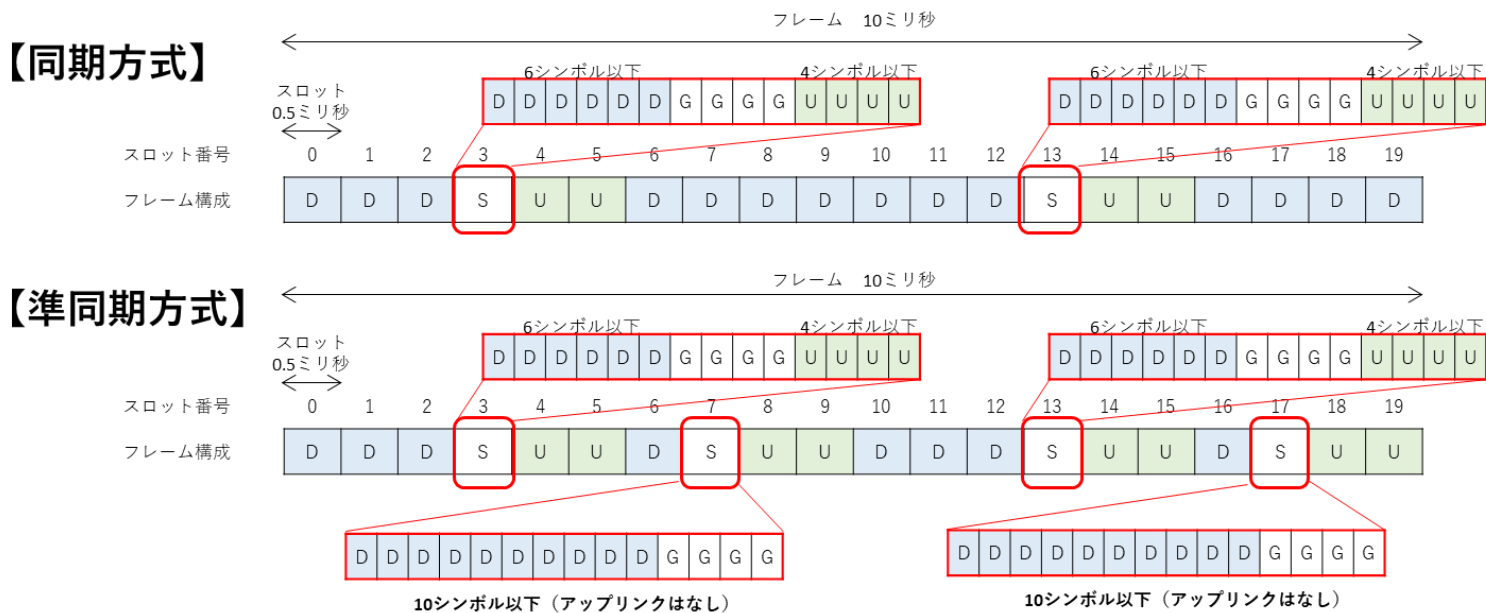 【同期方式】
フレーム　10ミリ秒
6シンボル以下
4シンボル以下
6シンボル以下
4シンボル以下
D D D D D D G G G G U U U U
D D D D D D G G G G U U U U
スロット
0.5ミリ秒
スロット番号 0 1 2 3 4 5 6 7 8 9 10 11 12 13 14 15 16 17 18 19
フレーム構成 D D D S U U D D D D D D D S U U D D D D
【準同期方式】
フレーム　10ミリ秒
6シンボル以下
4シンボル以下
6シンボル以下
4シンボル以下
D D D D D D G G G G U U U U
D D D D D D G G G G U U U U
スロット
0.5ミリ秒
スロット番号 0 1 2 3 4 5 6 7 8 9 10 11 12 13 14 15 16 17 18 19
フレーム構成 D D D S U U D S U U D D D S U U D S U U
D D D D D D D D D D G G G G
D D D D D D D D D D G G G G
10シンボル以下（アップリンクはなし）
10シンボル以下（アップリンクはなし）